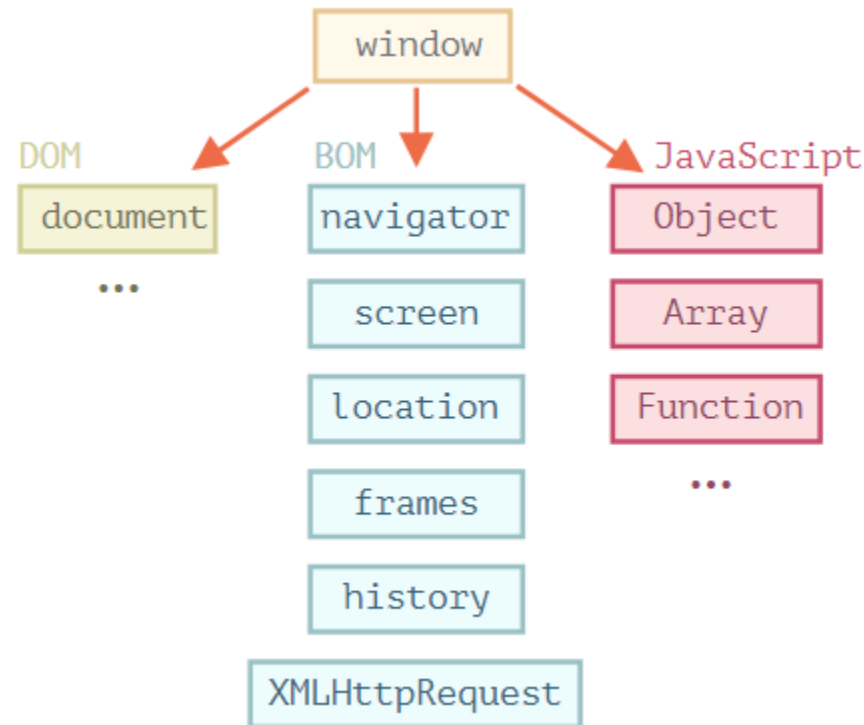 window
DOM
BOM
JavaScript
document
navigator
Object
...
screen
Array
location
Function
frames
...
history
XMLHttpRequest